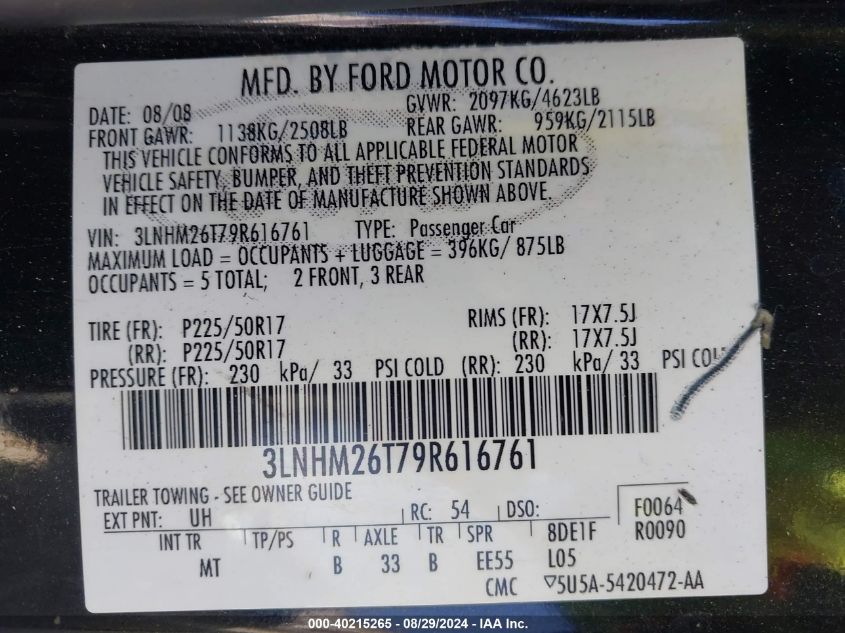 MFD. BY FORD MOTOR CO.
DATE: 08/08 GVWR: 2097KG/4623LB
FRONT GAWR: 1138KG/2508LB REAR GAWR: 959KG/2115LB
THIS VEHICLE CONFORMS TO ALL APPLICABLE FEDERAL MOTOR
VEHICLE SAFETY, BUMPER, AND THEFT PREVENTION STANDARDS
IN EFFECT ON THE DATE OF MANUFACTURE SHOWN ABOVE.
VIN: 3LNHM26T79R616761 TYPE: Passenger Car
MAXIMUM LOAD = OCCUPANTS + LUGGAGE = 396KG/ 875LB
OCCUPANTS = 5 TOTAL; 2 FRONT, 3 REAR
TIRE (FR): P225/50R17 RIMS (FR): 17X7.5J
(RR): P225/50R17 (RR): 17X7.5J
PRESSURE (FR): 230 kPa/ 33 PSI COLD (RR): 230 kPa/ 33 PSI COLD
3LNHM26T79R616761
TRAILER TOWING - SEE OWNER GUIDE
EXT PNT: UH RC: 54 DSO: F0064
INT TR TP/PS R AXLE TR SPR 8DE1F R0090
MT B 33 B EE55 L05
CMC ▽5U5A-5420472-AA
000-40215265 - 08/29/2024 - IAA Inc.